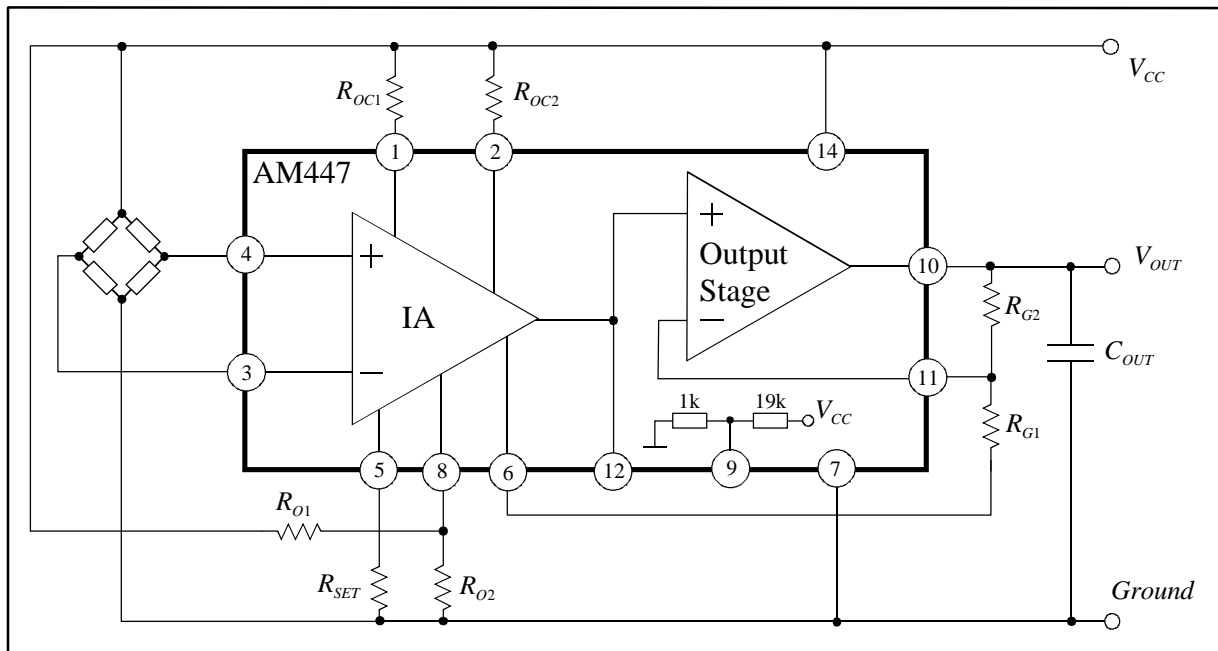 V_CC
R_OC1
R_OC2
1
2
14
AM447
4
+
+
Output
Stage
10
V_OUT
IA
R_G2
−
C_OUT
3
−
11
1k
19k
V_CC
R_G1
5
8
6
12
9
7
R_O1
R_SET
R_O2
Ground